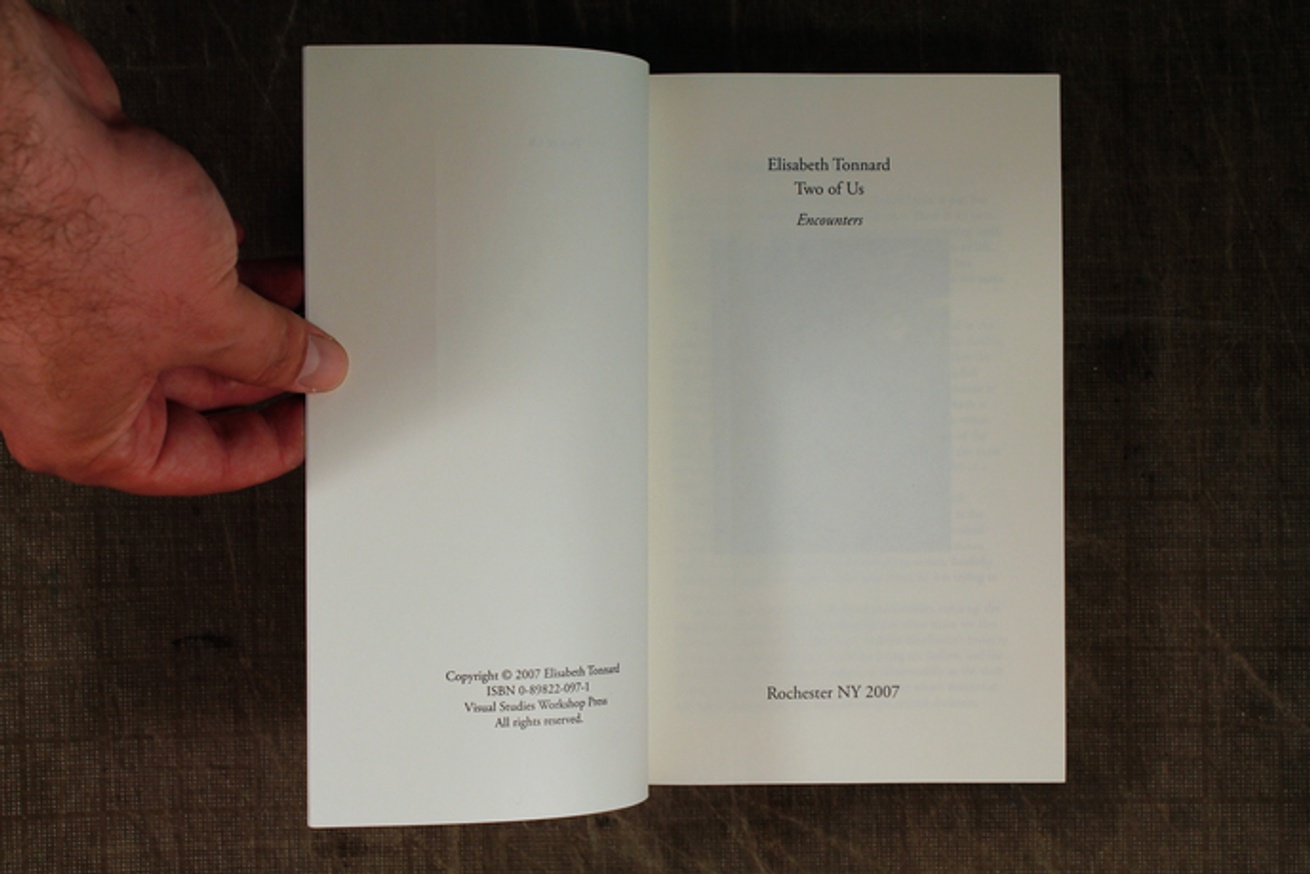 Copyright © 2007 Elisabeth Tonnard
ISBN 0-89822-097-1
Visual Studies Workshop Press
All rights reserved.
Elisabeth Tonnard
Two of Us
Encounters
Rochester NY 2007